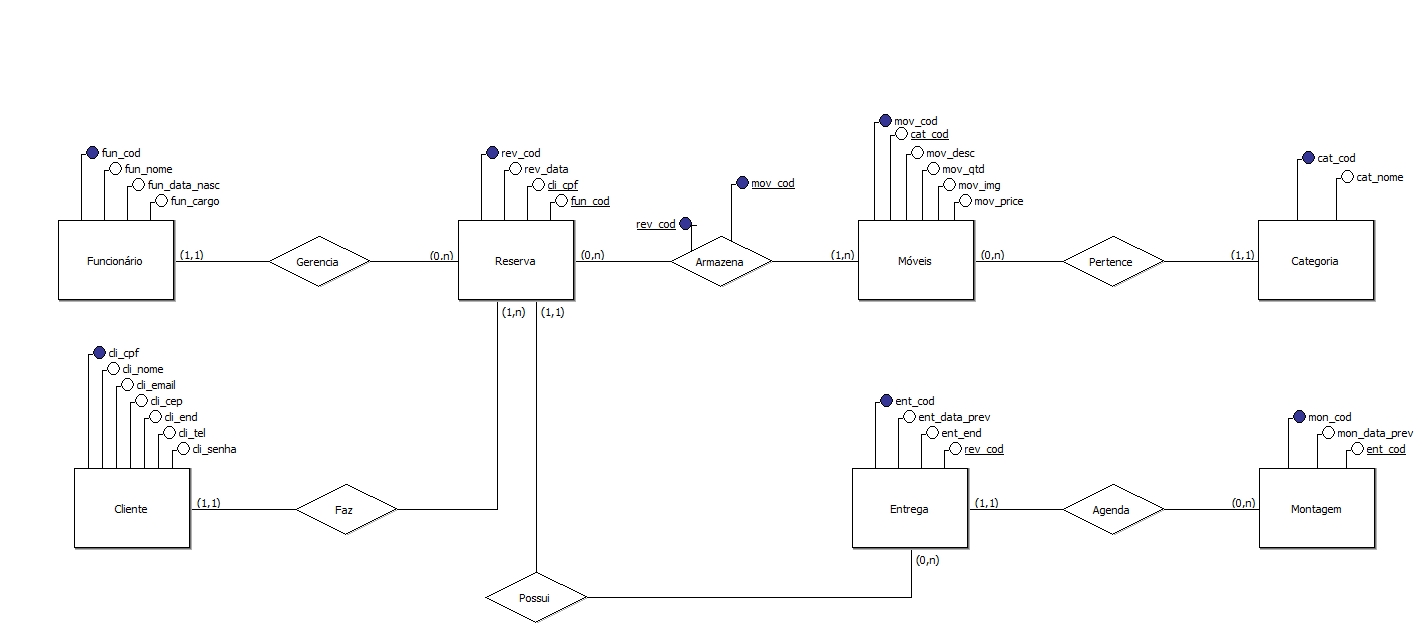 fun_cod
fun_nome
fun_data_nasc
fun_cargo
Funcionário
(1,1)
Gerencia
(0,n)
rev_cod
rev_data
cli_cpf
fun_cod
Reserva
(0,n)
rev_cod
mov_cod
Armazena
(1,n)
mov_cod
cat_cod
mov_desc
mov_qtd
mov_img
mov_price
Móveis
(0,n)
Pertence
(1,1)
cat_cod
cat_nome
Categoria
(1,n)
(1,1)
cli_cpf
cli_nome
cli_email
cli_cep
cli_end
cli_tel
cli_senha
Cliente
(1,1)
Faz
ent_cod
ent_data_prev
ent_end
rev_cod
Entrega
(1,1)
Agenda
(0,n)
mon_cod
mon_data_prev
ent_cod
Montagem
(0,n)
Possui